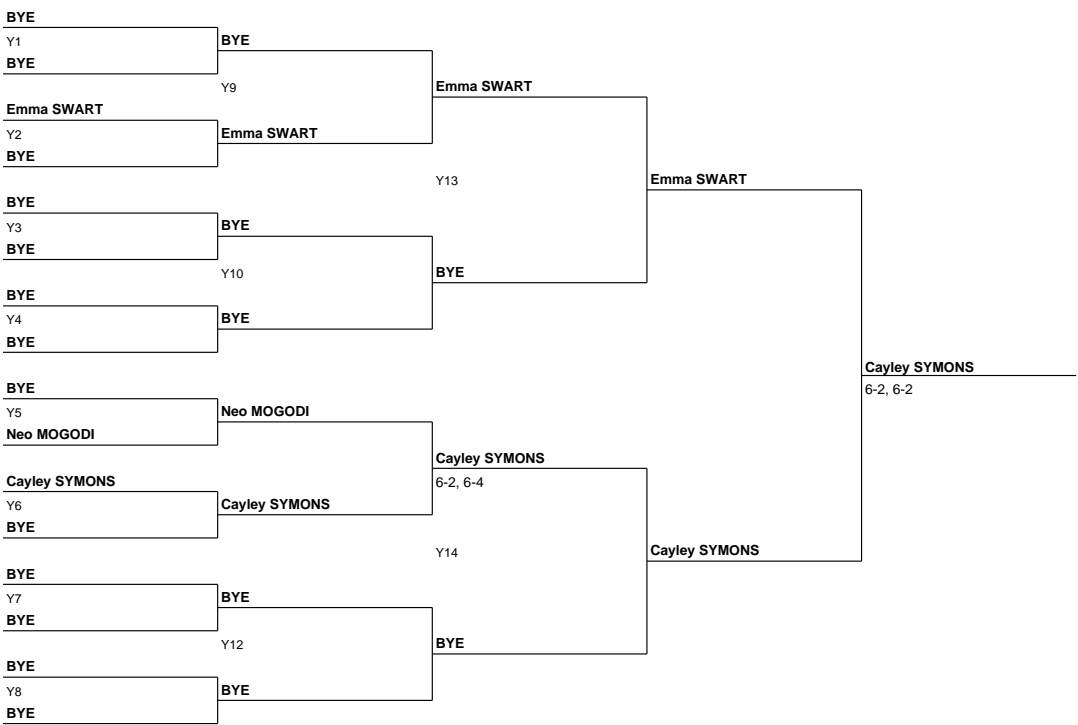 BYE
Y1
BYE
BYE
Y9
Emma SWART
Emma SWART
Y2
BYE
Emma SWART
Y13
Emma SWART
BYE
Y3
BYE
BYE
Y10
BYE
BYE
Y4
BYE
BYE
Cayley SYMONS
6-2, 6-2
BYE
Y5
Neo MOGODI
Neo MOGODI
Cayley SYMONS
6-2, 6-4
Cayley SYMONS
Y6
BYE
Cayley SYMONS
Y14
Cayley SYMONS
BYE
Y7
BYE
BYE
Y12
BYE
BYE
Y8
BYE
BYE